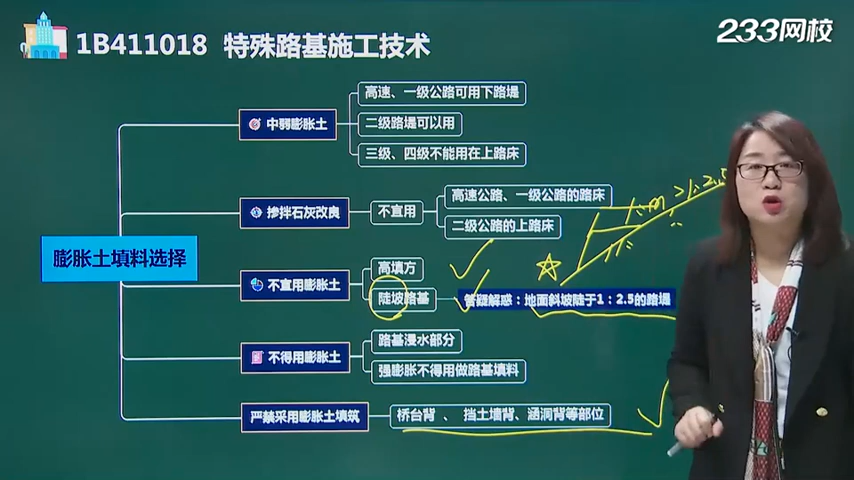 1B411018 特殊路基施工技术
233网校
膨胀土填料选择
中弱膨胀土
高速、一级公路可用下路堤
二级路堤可以用
三级、四级不能用在上路床
掺拌石灰改良
不宜用
高速公路、一级公路的路床
二级公路的上路床
不宜用膨胀土
高填方
陡坡路基
答疑解惑:地面斜坡陡于1:2.5的路堤
不得用膨胀土
路基浸水部分
强膨胀不得用做路基填料
严禁采用膨胀土填筑
桥台背 、 挡土墙背、涵洞背等部位